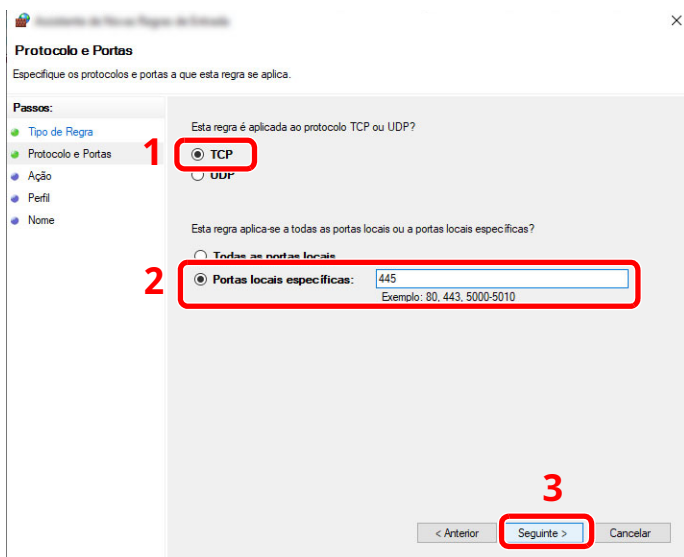 Protocolo e Portas
Especifique os protocolos e portas a que esta regra se aplica.
Passos:
Tipo de Regra
Protocolo e Portas
Ação
Perfil
Nome
Esta regra é aplicada ao protocolo TCP ou UDP?
1
TCP
UDP
Esta regra aplica-se a todas as portas locais ou a portas locais específicas?
Todas as portas locais
2
Portas locais específicas: 445
Exemplo: 80, 443, 5000-5010
3
< Anterior Seguinte > Cancelar